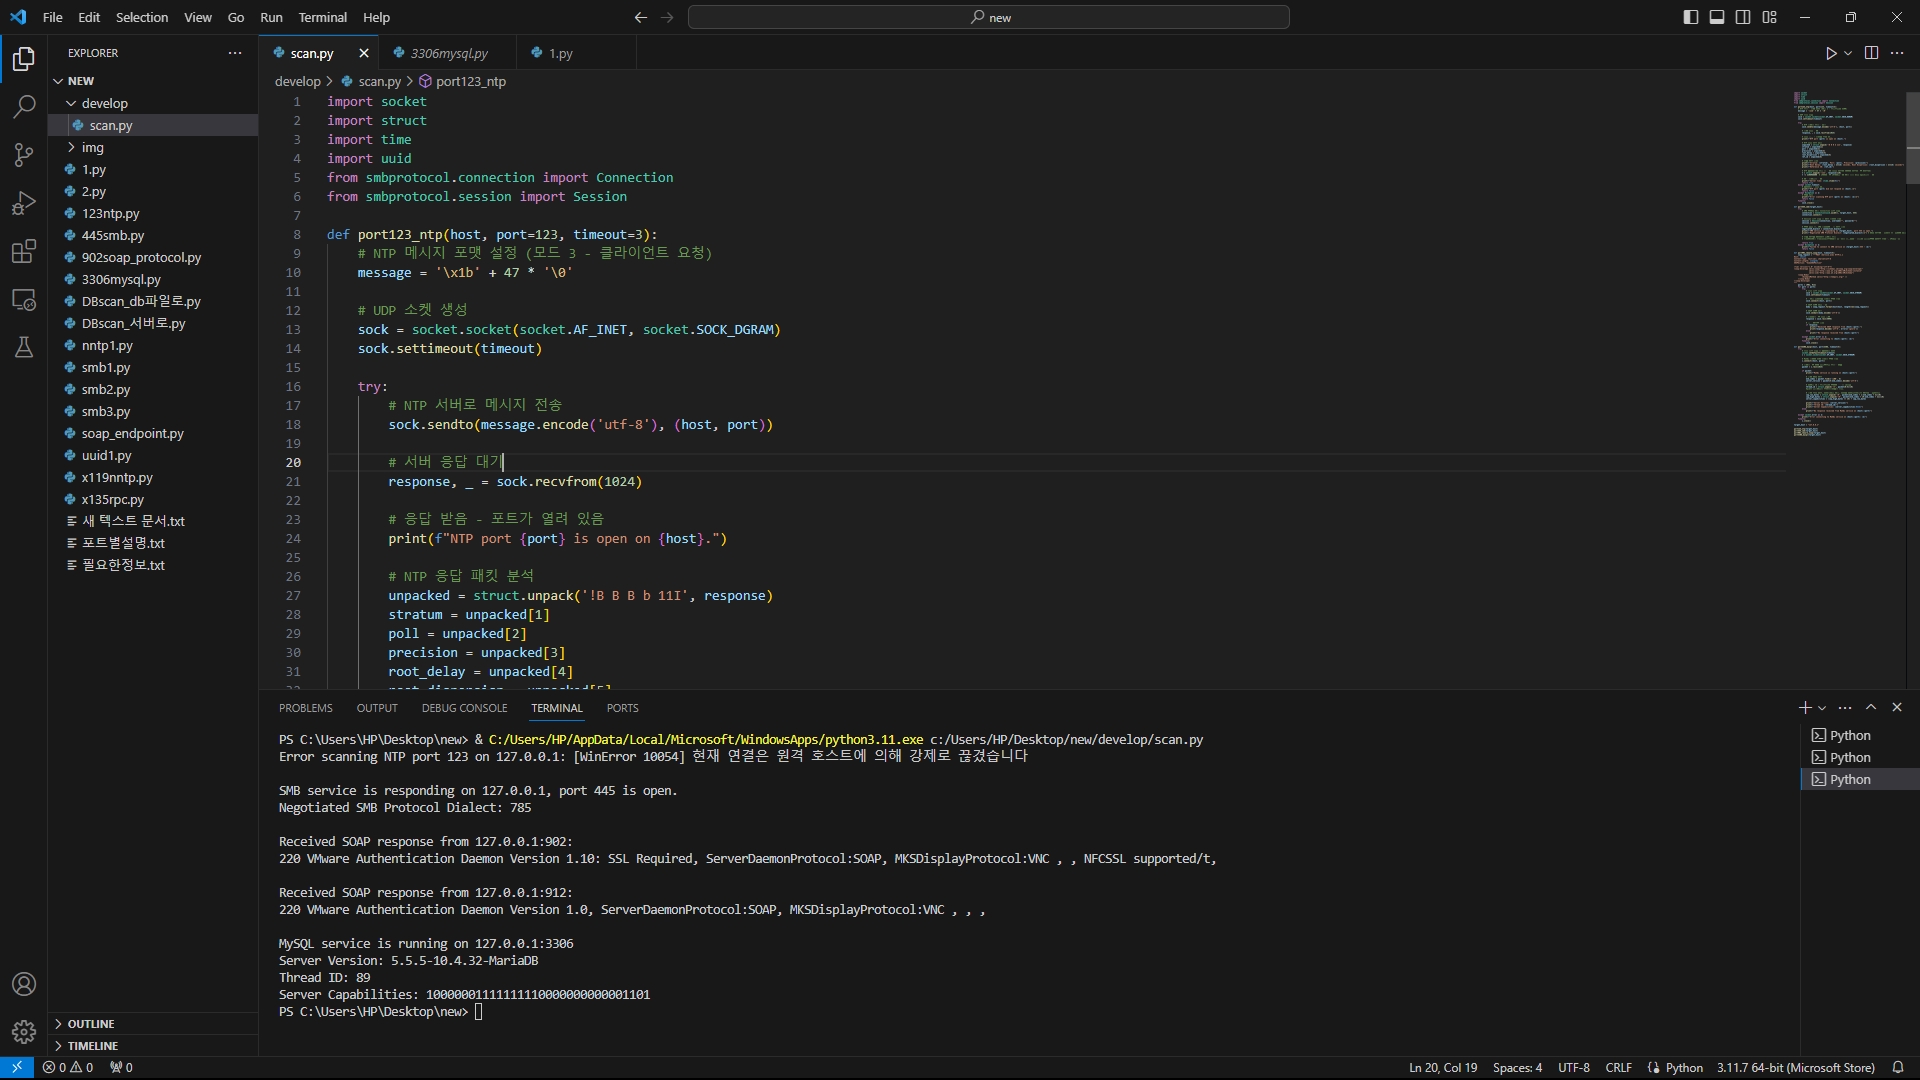 File Edit Selection View Go Run Terminal Help
new
EXPLORER
NEW
develop
scan.py
img
1.py
2.py
123ntp.py
445smb.py
902soap_protocol.py
3306mysql.py
DBscan_db파일로.py
DBscan_서버로.py
nntp1.py
smb1.py
smb2.py
smb3.py
soap_endpoint.py
uuid1.py
x119nntp.py
x135rpc.py
새 텍스트 문서.txt
포트별설명.txt
필요한정보.txt
OUTLINE
TIMELINE
scan.py 3306mysql.py 1.py
develop > scan.py > port123_ntp
1 import socket
2 import struct
3 import time
4 import uuid
5 from smbprotocol.connection import Connection
6 from smbprotocol.session import Session
7
8 def port123_ntp(host, port=123, timeout=3):
9 # NTP 메시지 포맷 설정 (모드 3 - 클라이언트 요청)
10 message = '\x1b' + 47 * '\0'
11
12 # UDP 소켓 생성
13 sock = socket.socket(socket.AF_INET, socket.SOCK_DGRAM)
14 sock.settimeout(timeout)
15
16 try:
17 # NTP 서버로 메시지 전송
18 sock.sendto(message.encode('utf-8'), (host, port))
19
20 # 서버 응답 대기
21 response, _ = sock.recvfrom(1024)
22
23 # 응답 받음 - 포트가 열려 있음
24 print(f"NTP port {port} is open on {host}.")
25
26 # NTP 응답 패킷 분석
27 unpacked = struct.unpack('!B B B b 11I', response)
28 stratum = unpacked[1]
29 poll = unpacked[2]
30 precision = unpacked[3]
31 root_delay = unpacked[4]
PROBLEMS OUTPUT DEBUG CONSOLE TERMINAL PORTS
PS C:\Users\HP\Desktop\new> & C:/Users/HP/AppData/Local/Microsoft/WindowsApps/python3.11.exe c:/Users/HP/Desktop/new/develop/scan.py
Error scanning NTP port 123 on 127.0.0.1: [WinError 10054] 현재 연결은 원격 호스트에 의해 강제로 끊겼습니다
SMB service is responding on 127.0.0.1, port 445 is open.
Negotiated SMB Protocol Dialect: 785
Received SOAP response from 127.0.0.1:902:
220 VMware Authentication Daemon Version 1.10: SSL Required, ServerDaemonProtocol:SOAP, MKSDisplayProtocol:VNC , , NFCSSL supported/t,
Received SOAP response from 127.0.0.1:912:
220 VMware Authentication Daemon Version 1.0, ServerDaemonProtocol:SOAP, MKSDisplayProtocol:VNC , , ,
MySQL service is running on 127.0.0.1:3306
Server Version: 5.5.5-10.4.32-MariaDB
Thread ID: 89
PS C:\Users\HP\Desktop\new>
Python
Python
Python
0 0 0
Ln 20, Col 19 Spaces: 4 UTF-8 CRLF Python 3.11.7 64-bit (Microsoft Store)